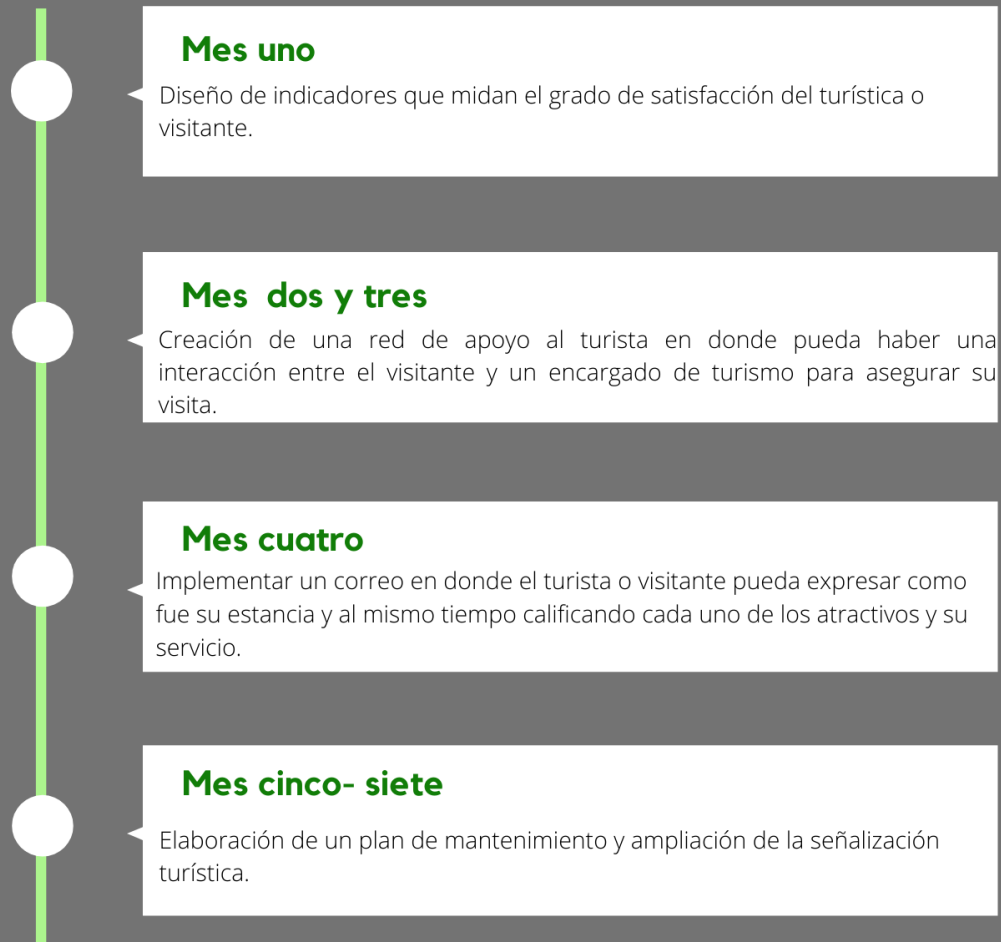 Mes uno
Diseño de indicadores que midan el grado de satisfacción del turística o
visitante.
Mes dos y tres
Creación de una red de apoyo al turista en donde pueda haber una
interacción entre el visitante y un encargado de turismo para asegurar su
visita.
Mes cuatro
Implementar un correo en donde el turista o visitante pueda expresar como
fue su estancia y al mismo tiempo calificando cada uno de los atractivos y su
servicio.
Mes cinco- siete
Elaboración de un plan de mantenimiento y ampliación de la señalización
turística.